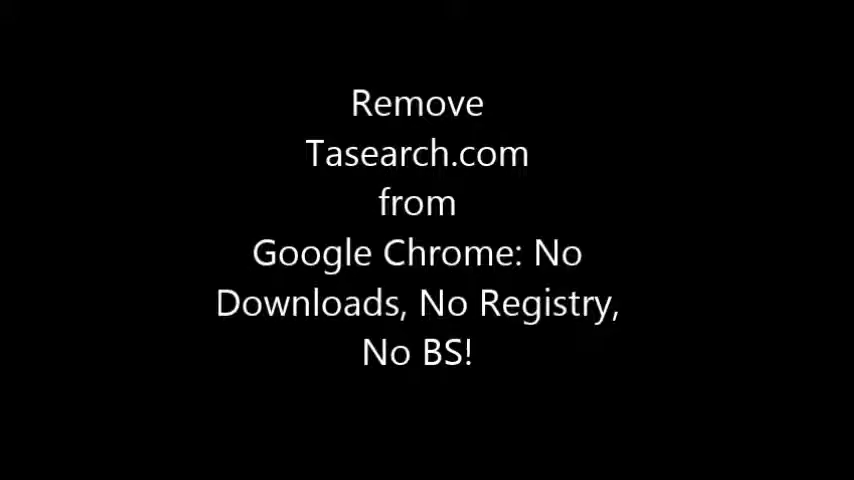 Remove
Tasearch.com
from
Google Chrome: No
Downloads, No Registry,
No BS!